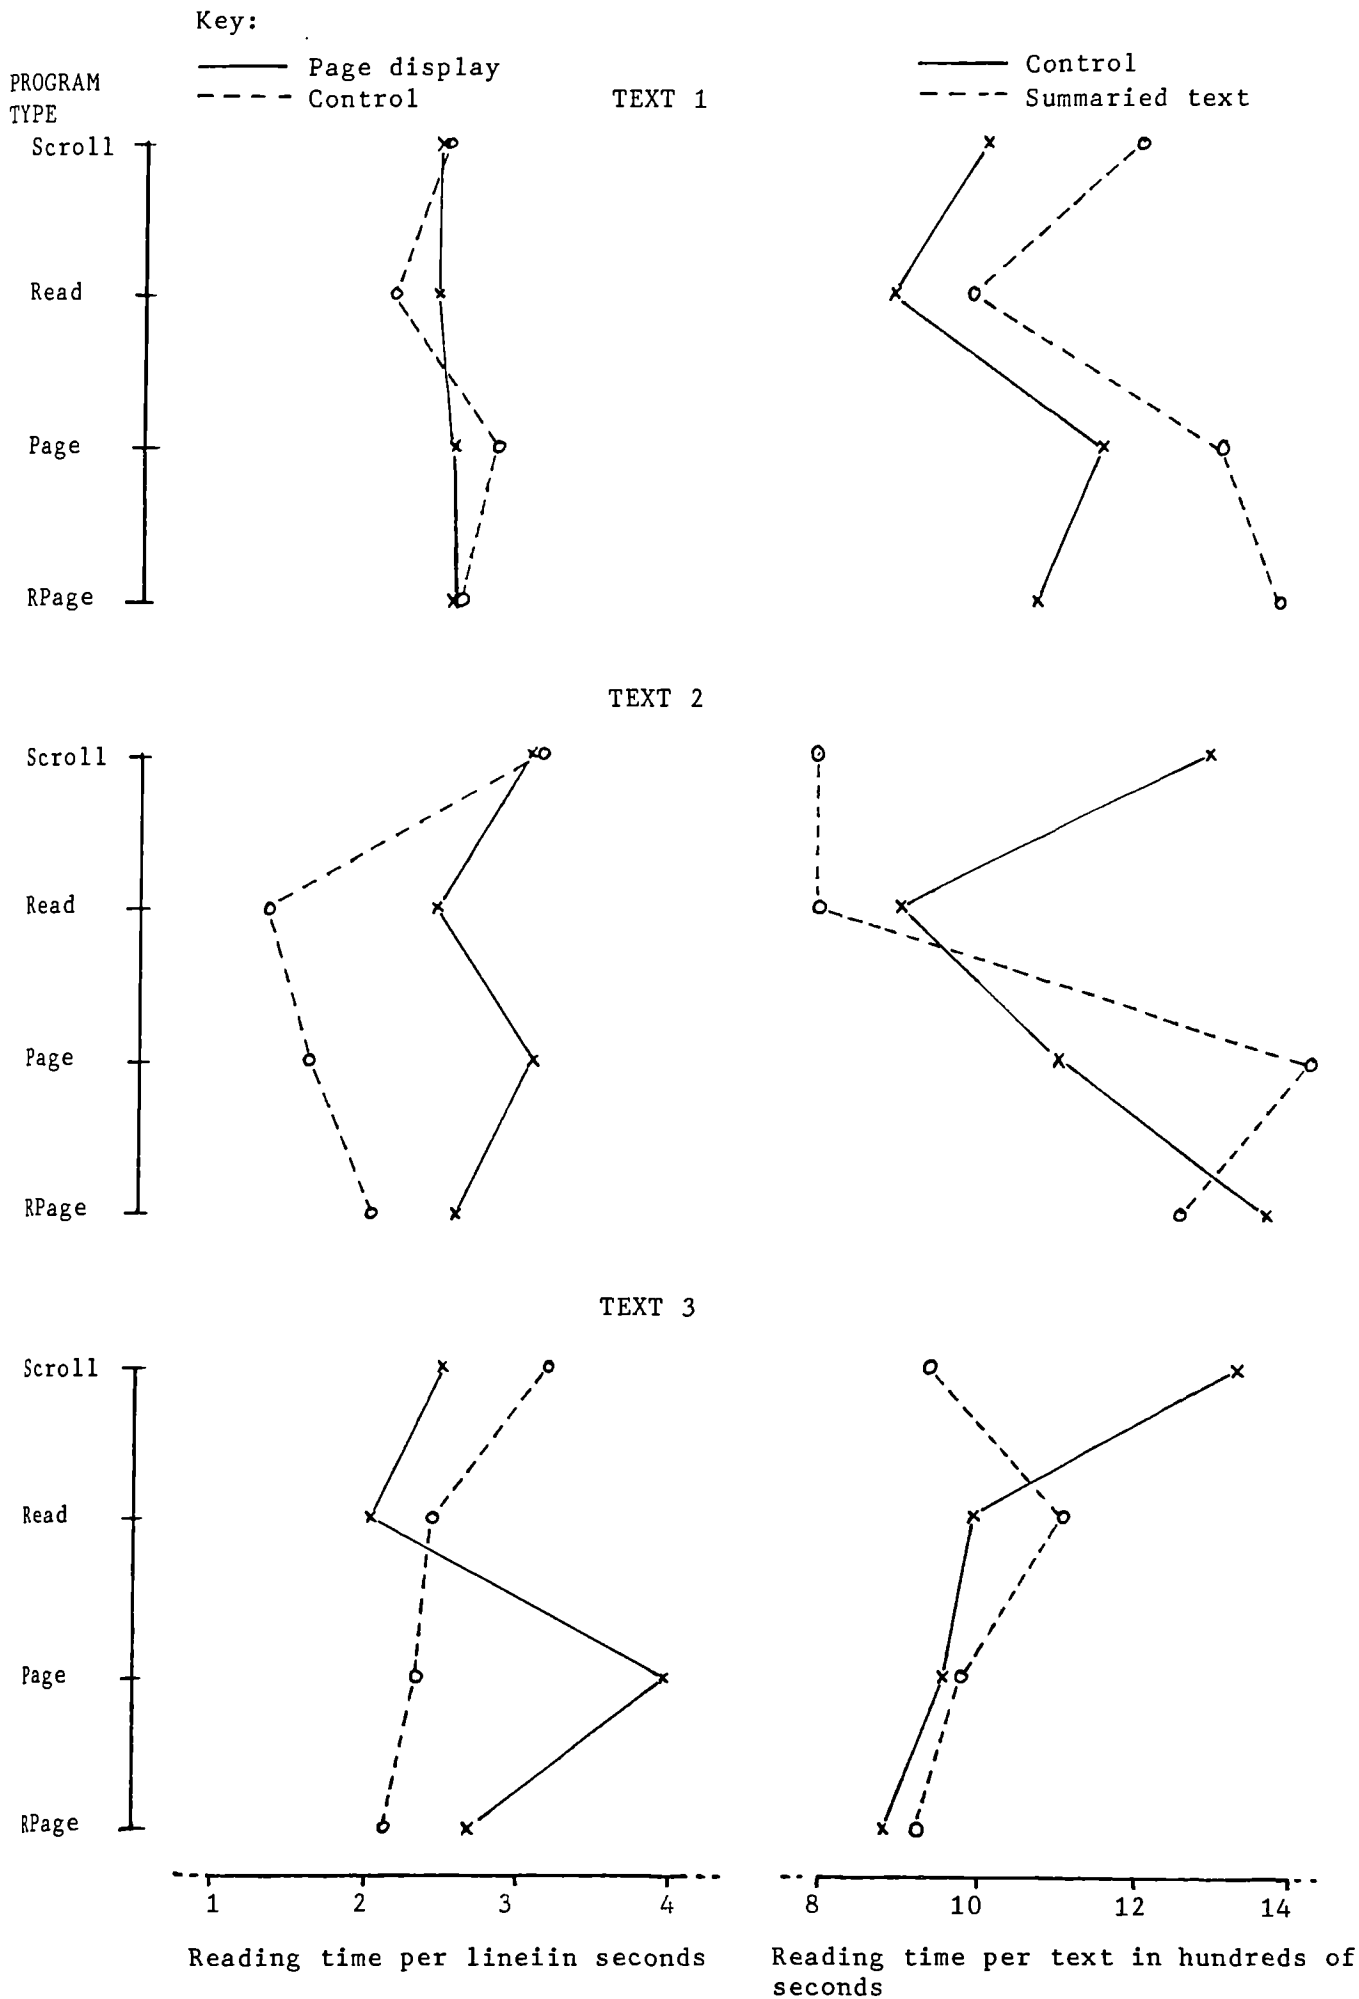 Key:
Page display
Control
PROGRAM
TYPE
TEXT 1
Control
Summaried text
Scroll
Read
Page
RPage
TEXT 2
Scroll
Read
Page
RPage
TEXT 3
Scroll
Read
Page
RPage
1 2 3 4
8 10 12 14
Reading time per lineiin seconds
Reading time per text in hundreds of
seconds